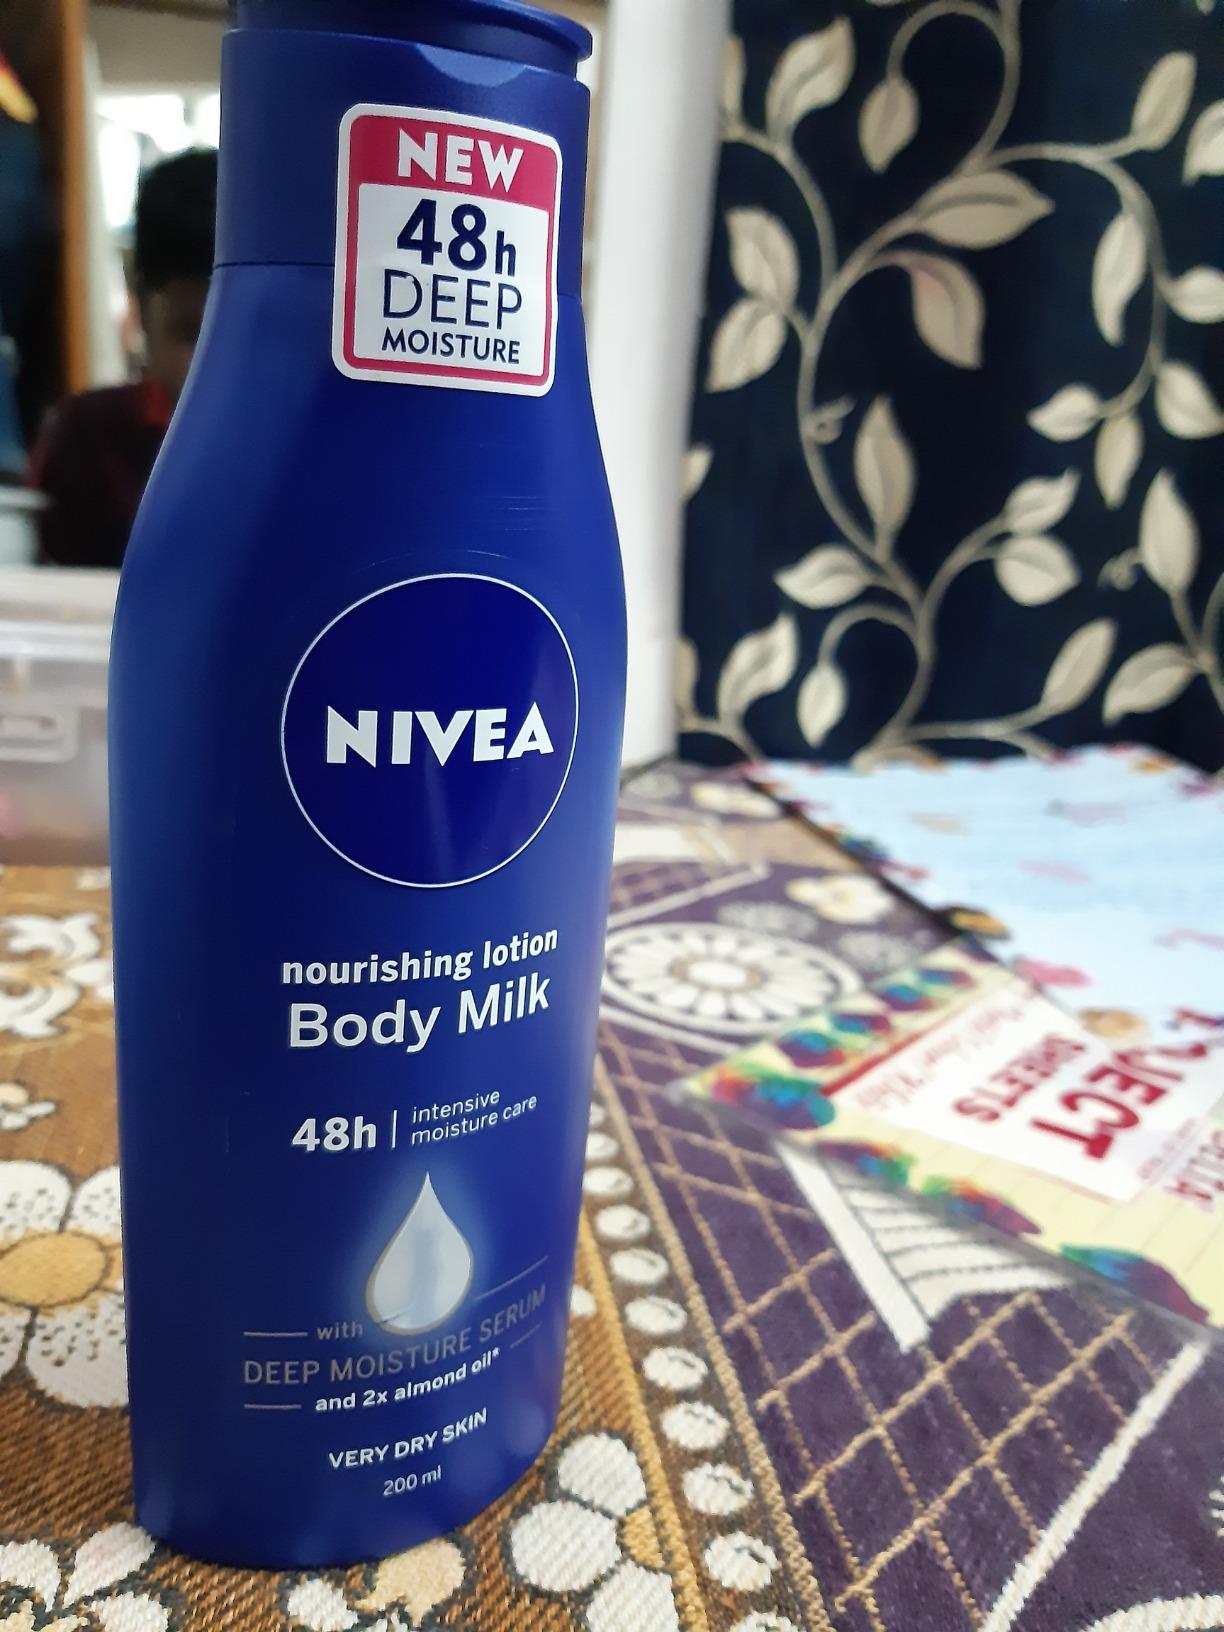 NEW
48h
DEEP
MOISTURE
NIVEA
nourishing lotion
Body Milk
48h | intensive
moisture care
with
DEEP MOISTURE SERUM
and 2x almond oil*
VERY DRY SKIN
200 ml
SHEETS